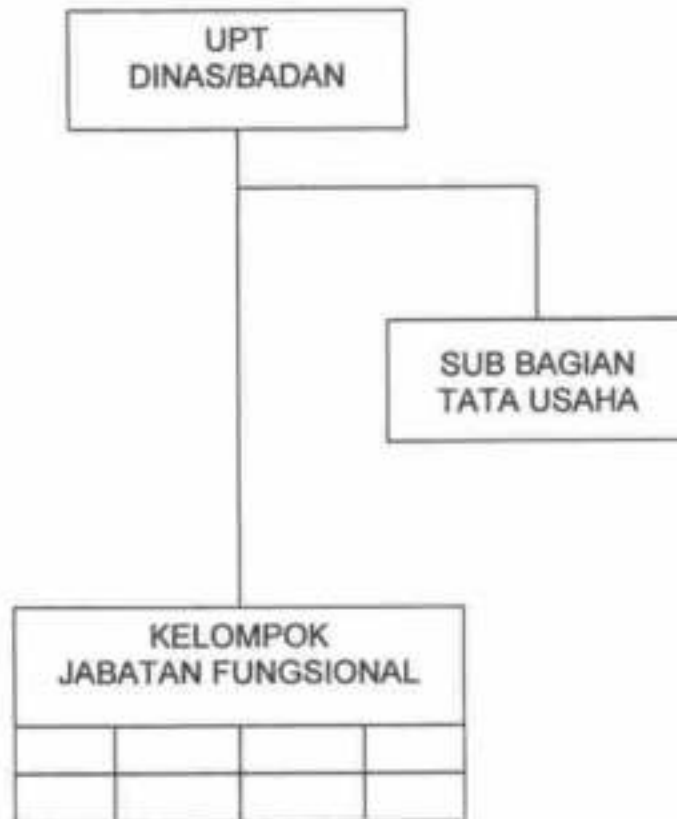 UPT
DINAS/BADAN
SUB BAGIAN
TATA USAHA
KELOMPOK
JABATAN FUNGSIONAL